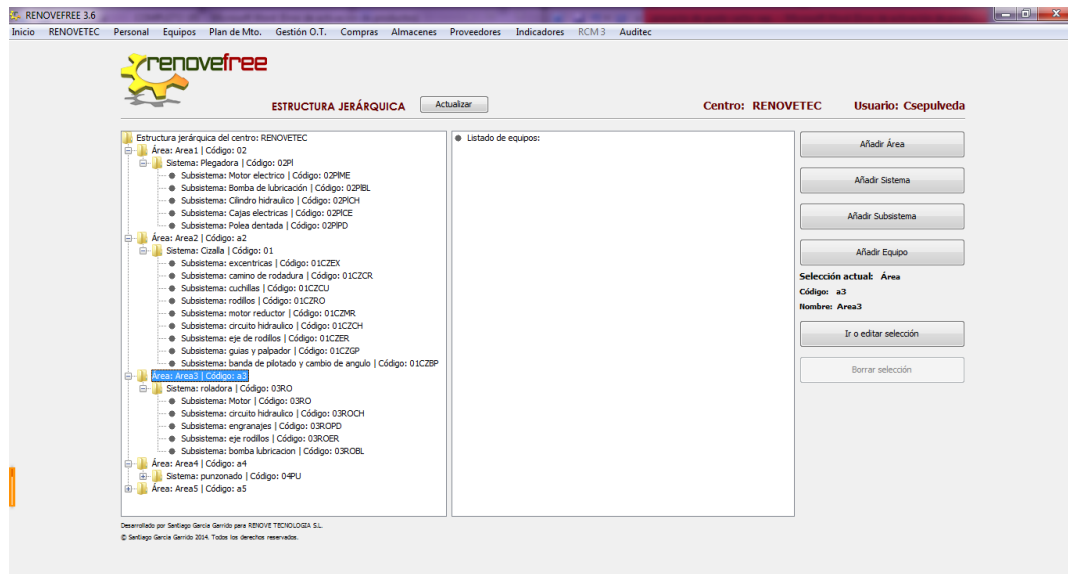 RENOVEFREE 3.6
Inicio RENOVETEC Personal Equipos Plan de Mto. Gestión O.T. Compras Almacenes Proveedores Indicadores RCM 3 Auditec
renovefree
ESTRUCTURA JERÁRQUICA Actualizar Centro: RENOVETEC Usuario: Csepulveda
Estructura jerárquica del centro: RENOVETEC
Área: Area1 | Código: 02
Sistema: Plegadora | Código: 02Pl
Subsistema: Motor electrico | Código: 02PlME
Subsistema: Bomba de lubricación | Código: 02PlBL
Subsistema: Cilindro hidraulico | Código: 02PlCH
Subsistema: Cajas electricas | Código: 02PlCE
Subsistema: Polea dentada | Código: 02PlPD
Área: Area2 | Código: a2
Sistema: Cizalla | Código: 01
Subsistema: excentricas | Código: 01CZEX
Subsistema: camino de rodadura | Código: 01CZCR
Subsistema: cuchillas | Código: 01CZCU
Subsistema: rodillos | Código: 01CZRO
Subsistema: motor reductor | Código: 01CZMR
Subsistema: circuito hidraulico | Código: 01CZCH
Subsistema: eje de rodillos | Código: 01CZER
Subsistema: guias y palpador | Código: 01CZGP
Subsistema: banda de pilotado y cambio de angulo | Código: 01CZBP
Área: Area3 | Código: a3
Sistema: roladora | Código: 03RO
Subsistema: Motor | Código: 03RO
Subsistema: circuito hidraulico | Código: 03ROCH
Subsistema: engranajes | Código: 03ROPD
Subsistema: eje rodillos | Código: 03ROER
Subsistema: bomba lubricacion | Código: 03ROBL
Área: Area4 | Código: a4
Sistema: punzonado | Código: 04PU
Área: Area5 | Código: a5
Listado de equipos:
Añadir Área
Añadir Sistema
Añadir Subsistema
Añadir Equipo
Selección actual: Área
Código: a3
Nombre: Area3
Ir o editar selección
Borrar selección
Desarrollado por Santiago Garcia Garrido para RENOVE TECNOLOGIA S.L.
© Santiago Garcia Garrido 2014. Todos los derechos reservados.